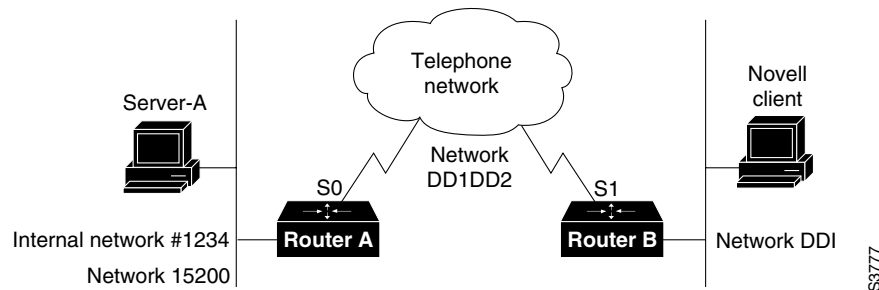 Telephone
network
Server-A
Novell
client
Network
DD1DD2
S0
S1
Router A
Router B
Internal network #1234
Network DDI
Network 15200
S3777